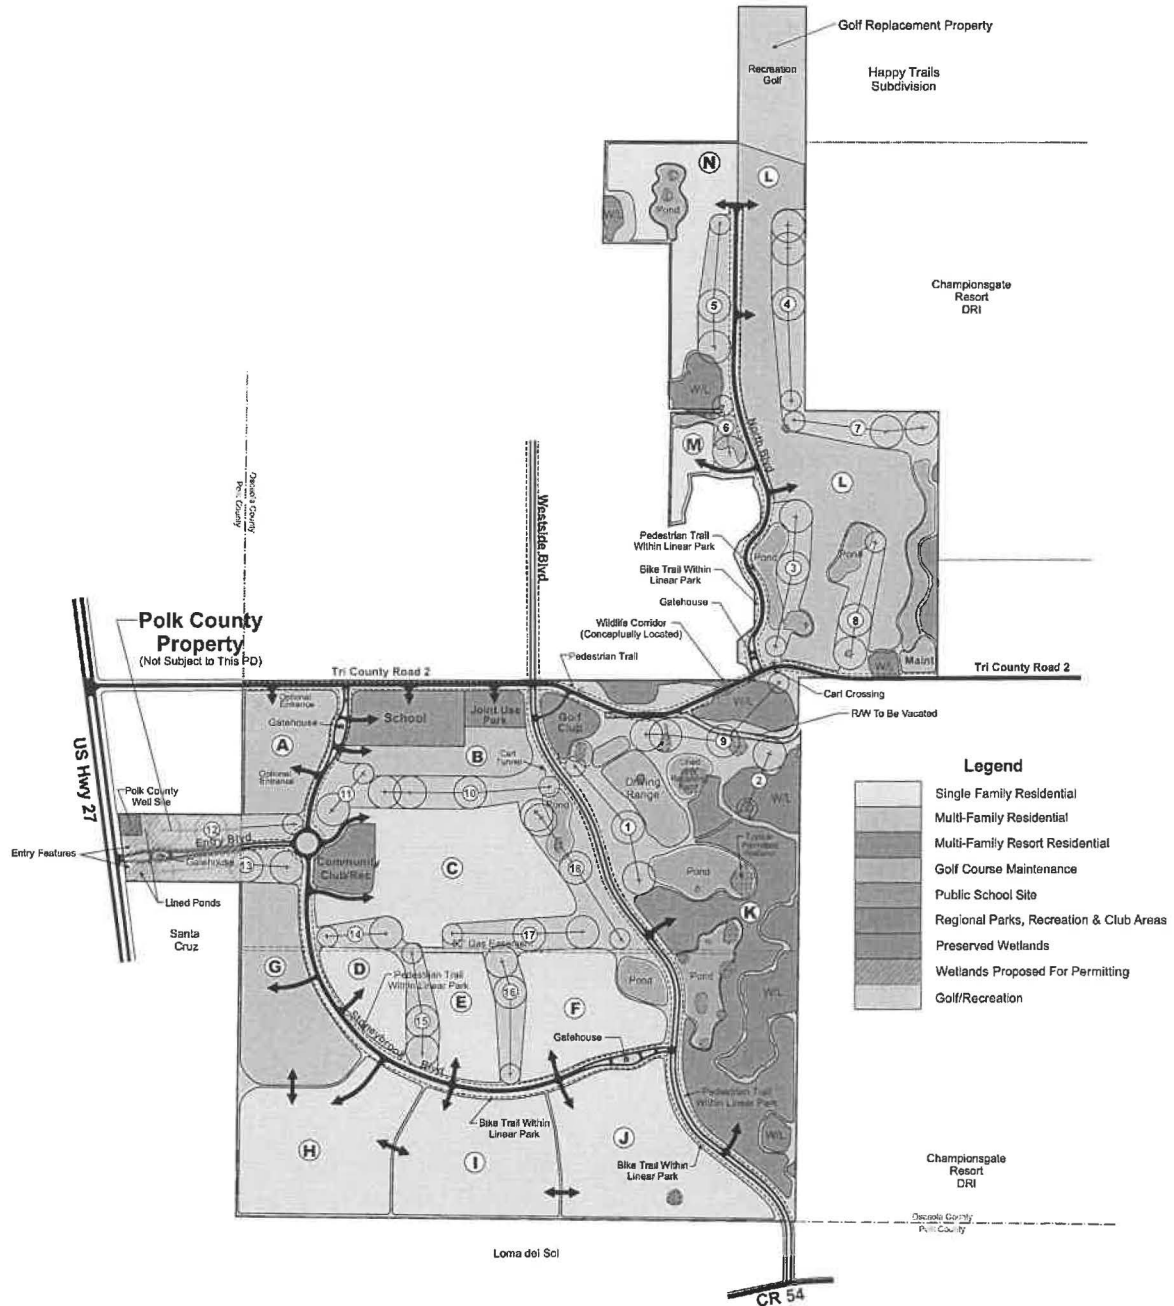 Golf Replacement Property
Recreation
Golf
Happy Trails
Subdivision
N
L
W/L
Pond
Championsgate
Resort
DRI
5
4
W/L
6
7
M
North Blvd
L
Osceola County
Polk County
Westside Blvd
Pedestrian Trail
Within Linear Park
Bike Trail Within
Linear Park
Gatehouse
Pond
3
Pond
8
Wildlife Corridor
(Conceptually Located)
Pedestrian Trail
W/L
Maint
Polk County
Property
(Not Subject to This PD)
Tri County Road 2
Tri County Road 2
Cart Crossing
R/W To Be Vacated
US Hwy 27
Optional
Entrance
Gatehouse
School
Joint Use
Park
Golf
Club
W/L
A
B
Cart
Tunnel
9
2
Optional
Entrance
Driving
Range
W/L
11
10
Pond
1
Polk County
Well Site
12
Entry Blvd
Entry Features
Gatehouse
13
Community
Club/Rec
C
18
Pond
K
Lined Ponds
Santa
Cruz
14
17
60' Gas Easement
G
D
Pedestrian Trail
Within Linear Park
E
16
F
Pond
Pond
W/L
15
Stoneybrook Blvd
Gatehouse
Pedestrian Trail
Within Linear Park
Bike Trail Within
Linear Park
H
I
J
W/L
Bike Trail Within
Linear Park
Championsgate
Resort
DRI
Osceola County
Polk County
Loma del Sol
CR 54
Legend
Single Family Residential
Multi-Family Residential
Multi-Family Resort Residential
Golf Course Maintenance
Public School Site
Regional Parks, Recreation & Club Areas
Preserved Wetlands
Wetlands Proposed For Permitting
Golf/Recreation